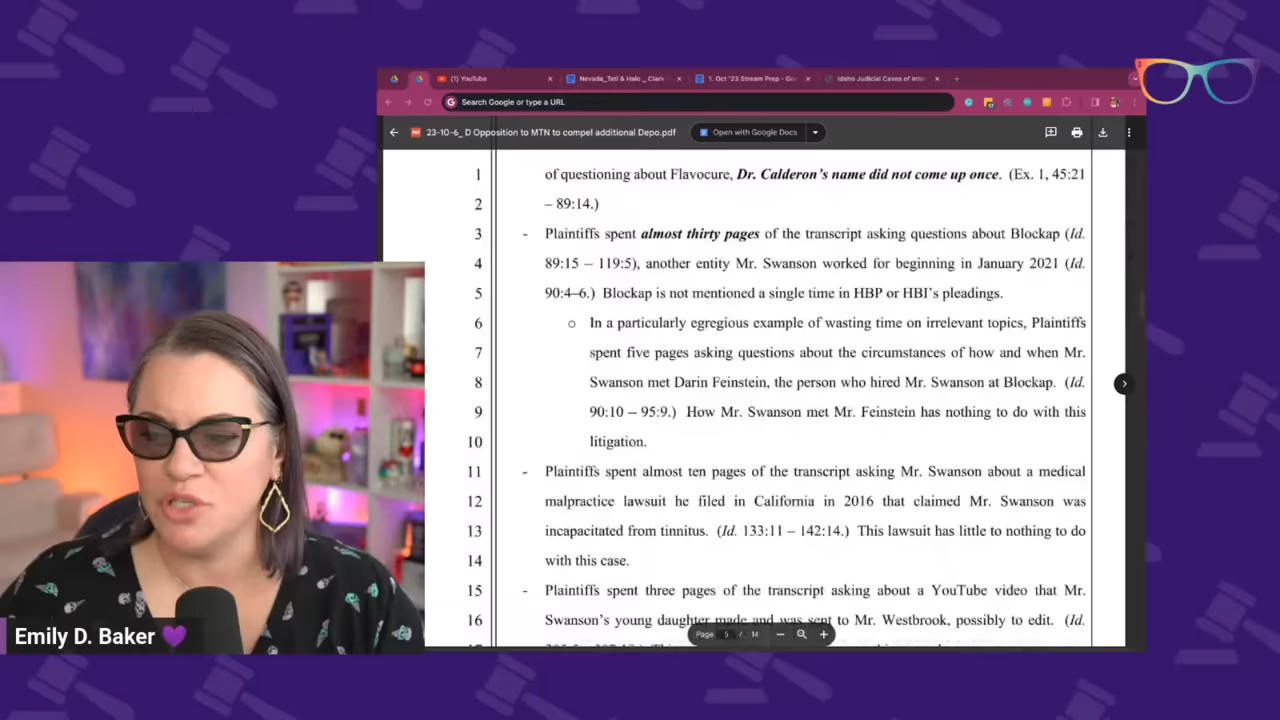 (1) YouTube
Nevada_Tati & Halo _ Clark
1. Oct '23 Stream Prep - Go
Idaho Judicial Cases of Inter
Search Google or type a URL
23-10-6_ D Opposition to MTN to compel additional Depo.pdf
Open with Google Docs
1 of questioning about Flavocure, Dr. Calderon's name did not come up once. (Ex. 1, 45:21
2 – 89:14.)
3 - Plaintiffs spent almost thirty pages of the transcript asking questions about Blockap (Id.
4 89:15 – 119:5), another entity Mr. Swanson worked for beginning in January 2021 (Id.
5 90:4–6.) Blockap is not mentioned a single time in HBP or HBI's pleadings.
6 o In a particularly egregious example of wasting time on irrelevant topics, Plaintiffs
7 spent five pages asking questions about the circumstances of how and when Mr.
8 Swanson met Darin Feinstein, the person who hired Mr. Swanson at Blockap. (Id.
9 90:10 – 95:9.) How Mr. Swanson met Mr. Feinstein has nothing to do with this
10 litigation.
11 - Plaintiffs spent almost ten pages of the transcript asking Mr. Swanson about a medical
12 malpractice lawsuit he filed in California in 2016 that claimed Mr. Swanson was
13 incapacitated from tinnitus. (Id. 133:11 – 142:14.) This lawsuit has little to nothing to do
14 with this case.
15 - Plaintiffs spent three pages of the transcript asking about a YouTube video that Mr.
16 Swanson's young daughter made and was sent to Mr. Westbrook, possibly to edit. (Id.
Page 5 / 14
Emily D. Baker 💜